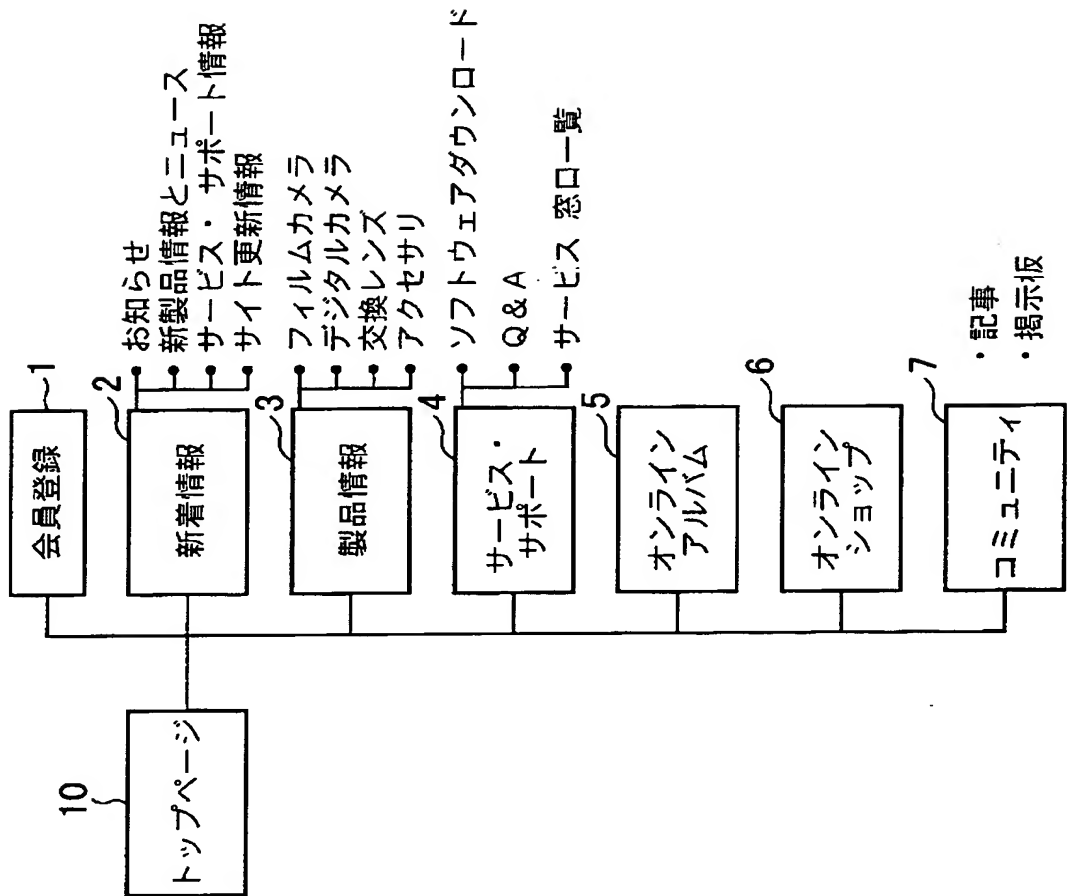 10
トップページ
1
会員登録
2
新着情報
お知らせ
新製品情報とニュース
サービス・サポート情報
サイト更新情報
3
製品情報
フィルムカメラ
デジタルカメラ
交換レンズ
アクセサリ
4
サービス・
サポート
ソフトウェアダウンロード
Q&A
サービス 窓口一覧
5
オンライン
アルバム
6
オンライン
ショップ
7
コミュニティ
・記事
・掲示板